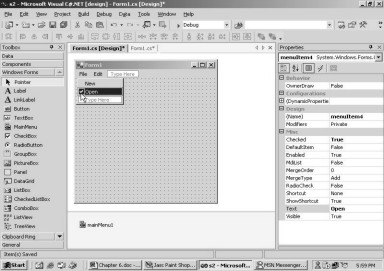 s2 - Microsoft Visual C#.NET [design] - Form1.cs [Design]*
File Edit View Project Build Debug Data Tools Window Help
Debug
Toolbox
Data
Components
Windows Forms
Pointer
Label
LinkLabel
Button
TextBox
MainMenu
CheckBox
RadioButton
GroupBox
PictureBox
Panel
DataGrid
ListBox
CheckedListBox
ComboBox
ListView
TreeView
Clipboard Ring
General
Form1.cs [Design]* Form1.cs*
Form1
File Edit Type Here
New
Open
Type Here
mainMenu1
Properties
menuItem4 System.Windows.Forms.
Behavior
OwnerDraw False
Configurations
(DynamicPropertie
Design
(Name) menuItem4
Modifiers Private
Misc
Checked True
DefaultItem False
Enabled True
MdiList False
MergeOrder 0
MergeType Add
RadioCheck False
Shortcut None
ShowShortcut True
Text Open
Visible True
Item(s) Saved
Start Chapter 6.doc - ... Jasc Paint Shop... s2 - Microsoft... MSN Messenger... 5:59 PM